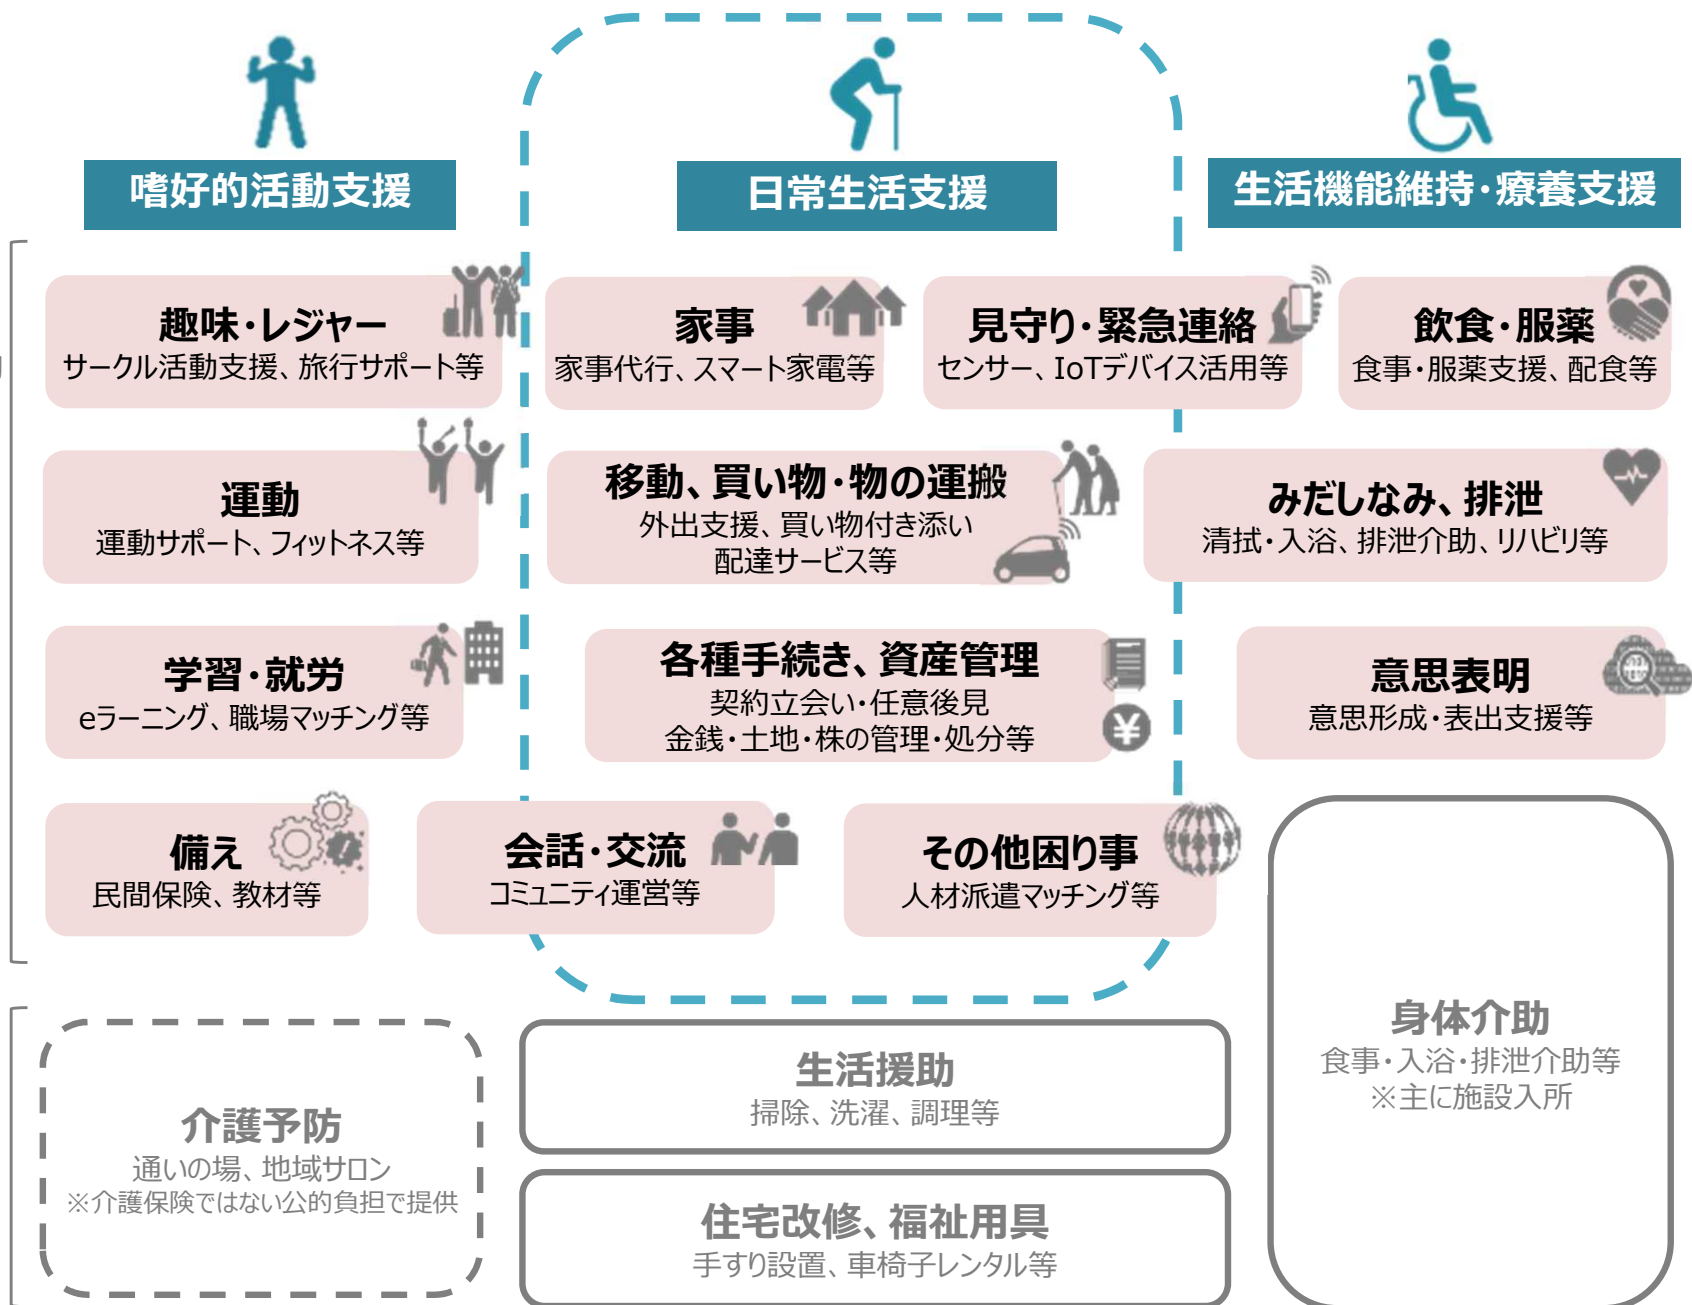 嗜好的活動支援
日常生活支援
生活機能維持・療養支援
趣味・レジャー
サークル活動支援、旅行サポート等
家事
家事代行、スマート家電等
見守り・緊急連絡
センサー、IoTデバイス活用等
飲食・服薬
食事・服薬支援、配食等
運動
運動サポート、フィットネス等
移動、買い物・物の運搬
外出支援、買い物付き添い
配達サービス等
みだしなみ、排泄
清拭・入浴、排泄介助、リハビリ等
学習・就労
eラーニング、職場マッチング等
各種手続き、資産管理
契約立会い・任意後見
金銭・土地・株の管理・処分等
¥
意思表明
意思形成・表出支援等
備え
民間保険、教材等
会話・交流
コミュニティ運営等
その他困り事
人材派遣マッチング等
身体介助
食事・入浴・排泄介助等
※主に施設入所
生活援助
掃除、洗濯、調理等
介護予防
通いの場、地域サロン
※介護保険ではない公的負担で提供
住宅改修、福祉用具
手すり設置、車椅子レンタル等